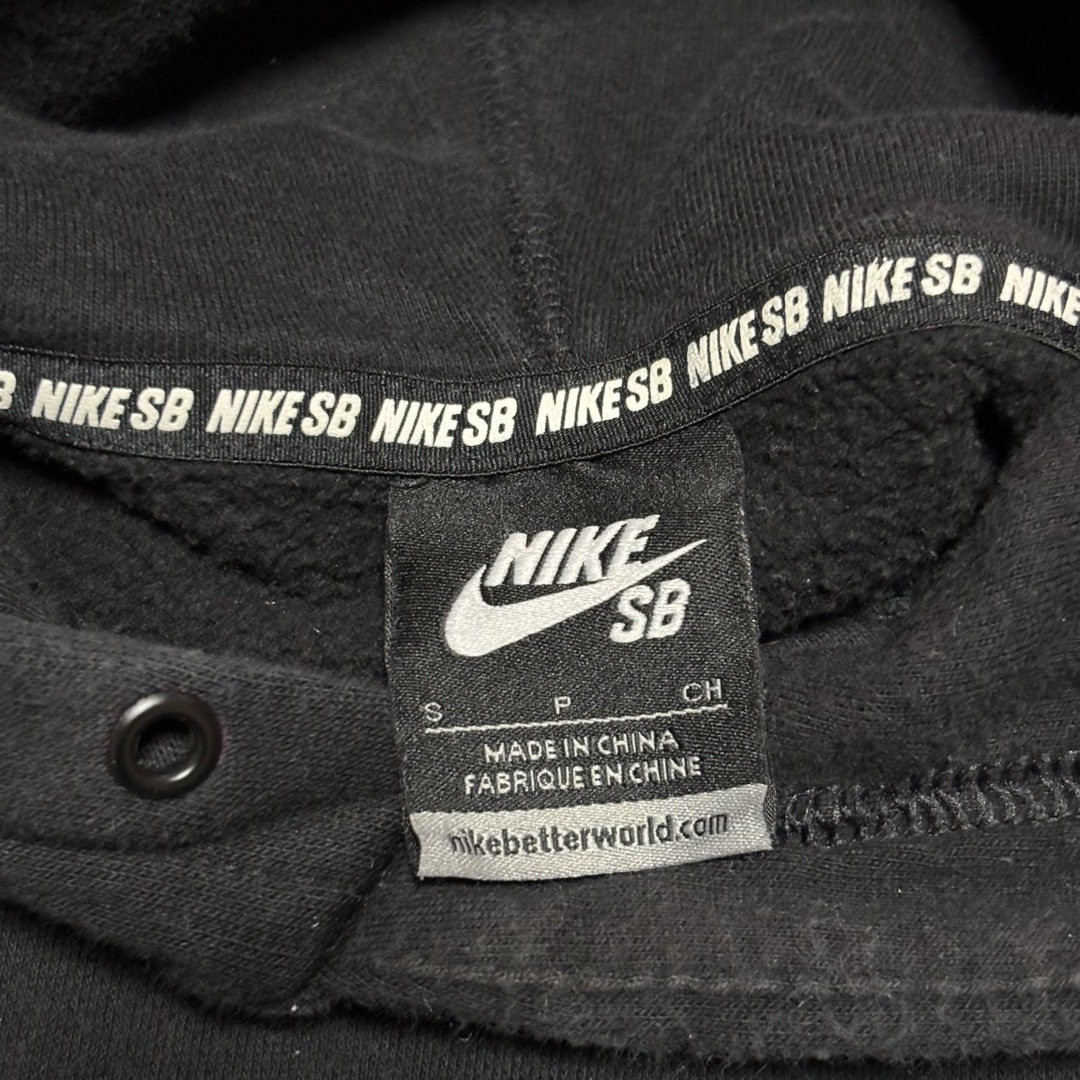 B NIKE SB NIKE SB NIKE SB NIKE SB NIKE SB NIKE SB NIKE
NIKE
SB
S P CH
MADE IN CHINA
FABRIQUE EN CHINE
nikebetterworld.com